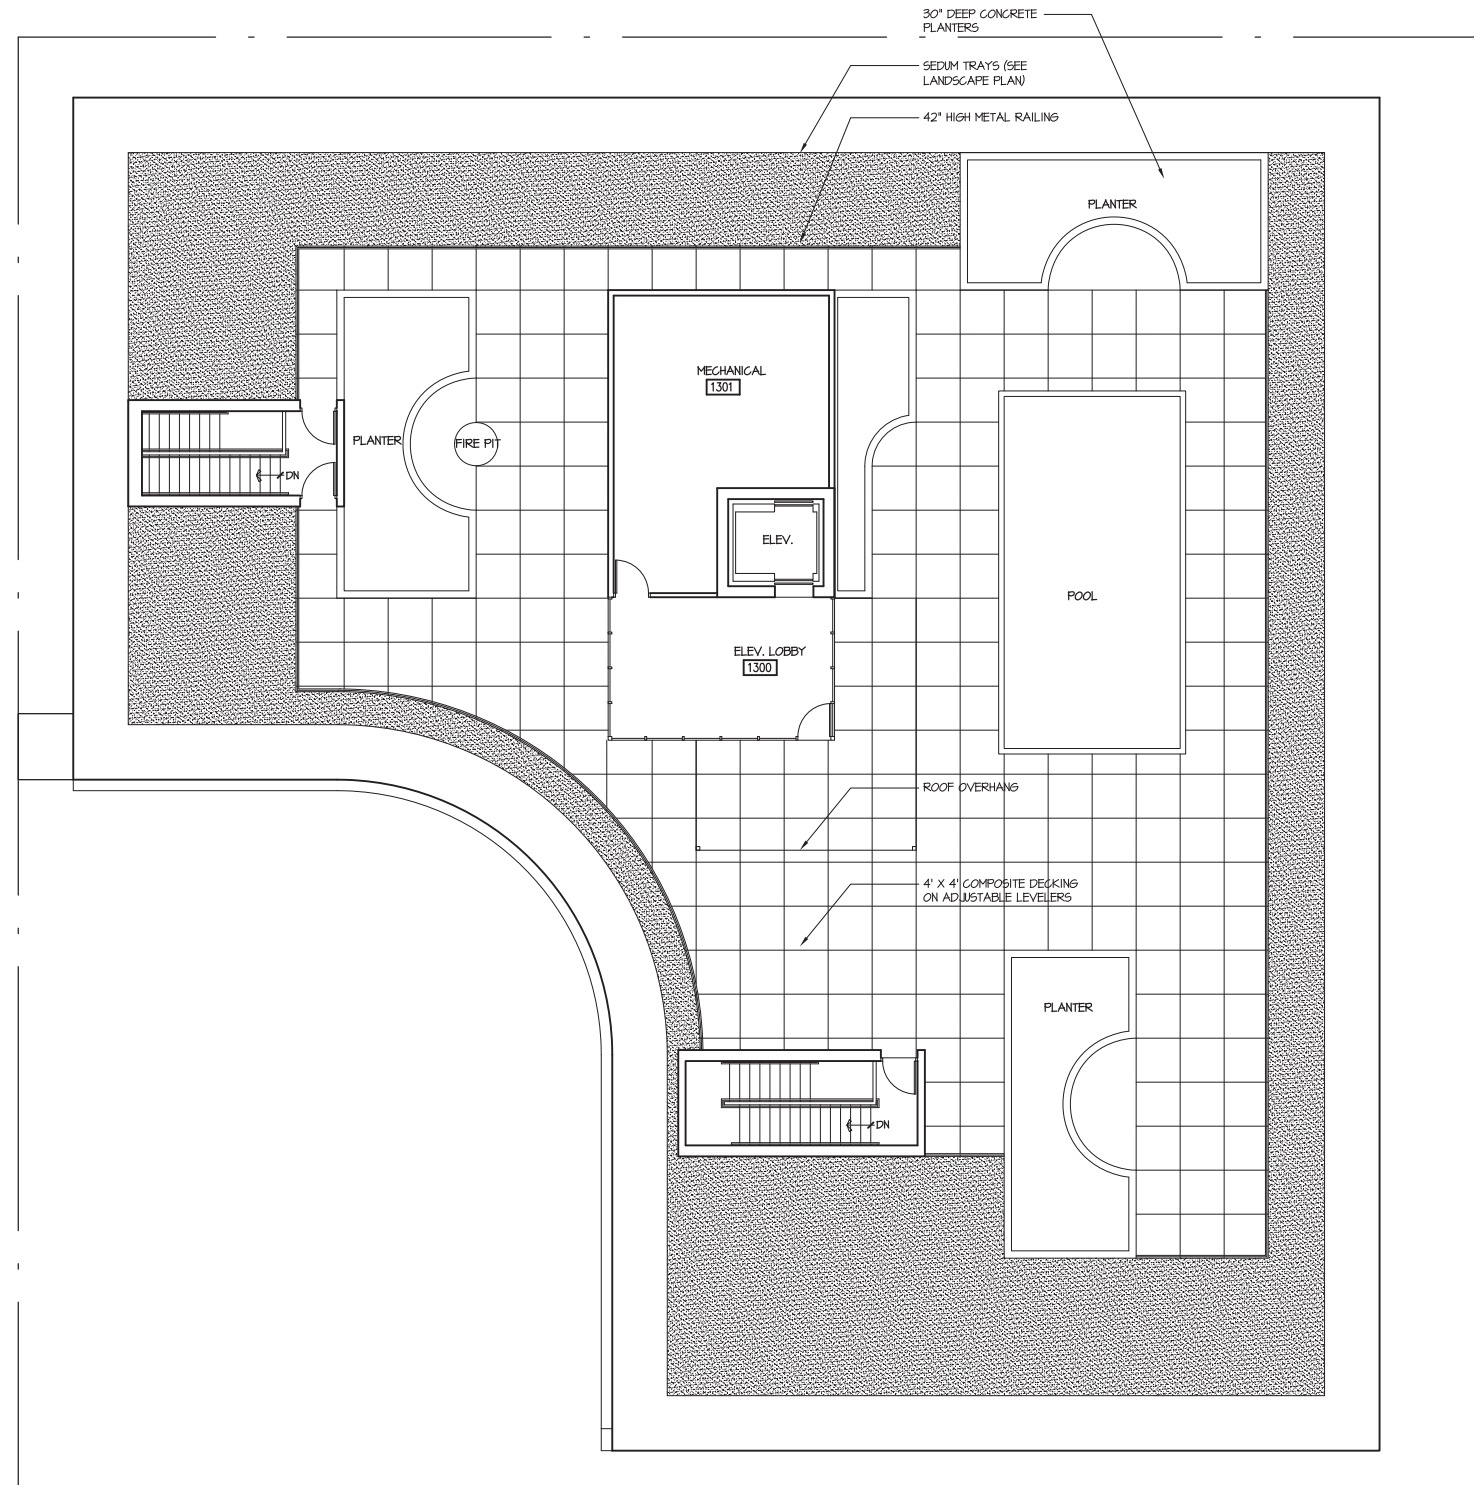 30" DEEP CONCRETE
PLANTERS
SEDUM TRAYS (SEE
LANDSCAPE PLAN)
42" HIGH METAL RAILING
PLANTER
MECHANICAL
1301
PLANTER
FIRE PIT
DN
ELEV.
POOL
ELEV. LOBBY
1300
ROOF OVERHANG
4' X 4' COMPOSITE DECKING
ON ADJUSTABLE LEVELERS
PLANTER
DN